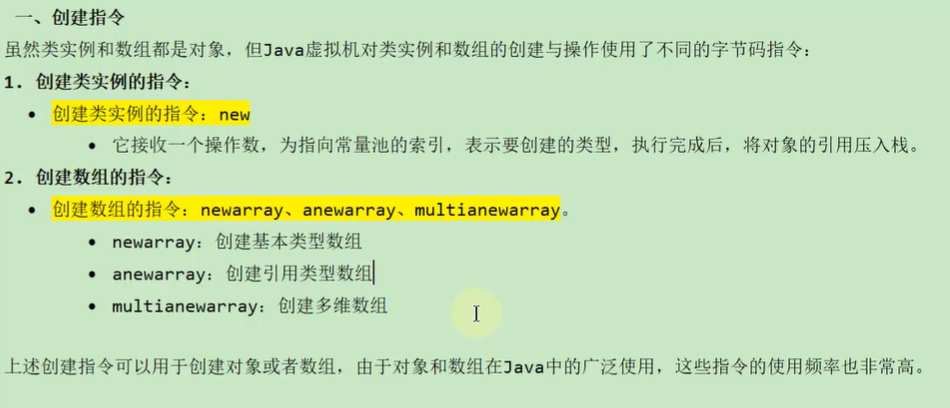 一、创建指令
虽然类实例和数组都是对象，但Java虚拟机对类实例和数组的创建与操作使用了不同的字节码指令：
1. 创建类实例的指令：
• 创建类实例的指令：new
• 它接收一个操作数，为指向常量池的索引，表示要创建的类型，执行完成后，将对象的引用压入栈。
2. 创建数组的指令：
• 创建数组的指令：newarray、anewarray、multianewarray。
• newarray：创建基本类型数组
• anewarray：创建引用类型数组
• multianewarray：创建多维数组
上述创建指令可以用于创建对象或者数组，由于对象和数组在Java中的广泛使用，这些指令的使用频率也非常高。